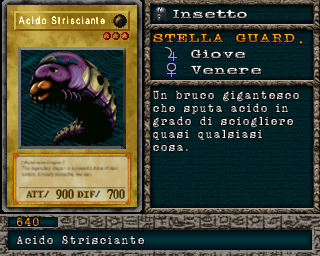 Acido Strisciante
ATT/ 900 DIF/ 700
Insetto
STELLA GUARD.
Giove
Venere
Un bruco gigantesco
che sputa acido in
grado di sciogliere
quasi qualsiasi
cosa.
640
Acido Strisciante